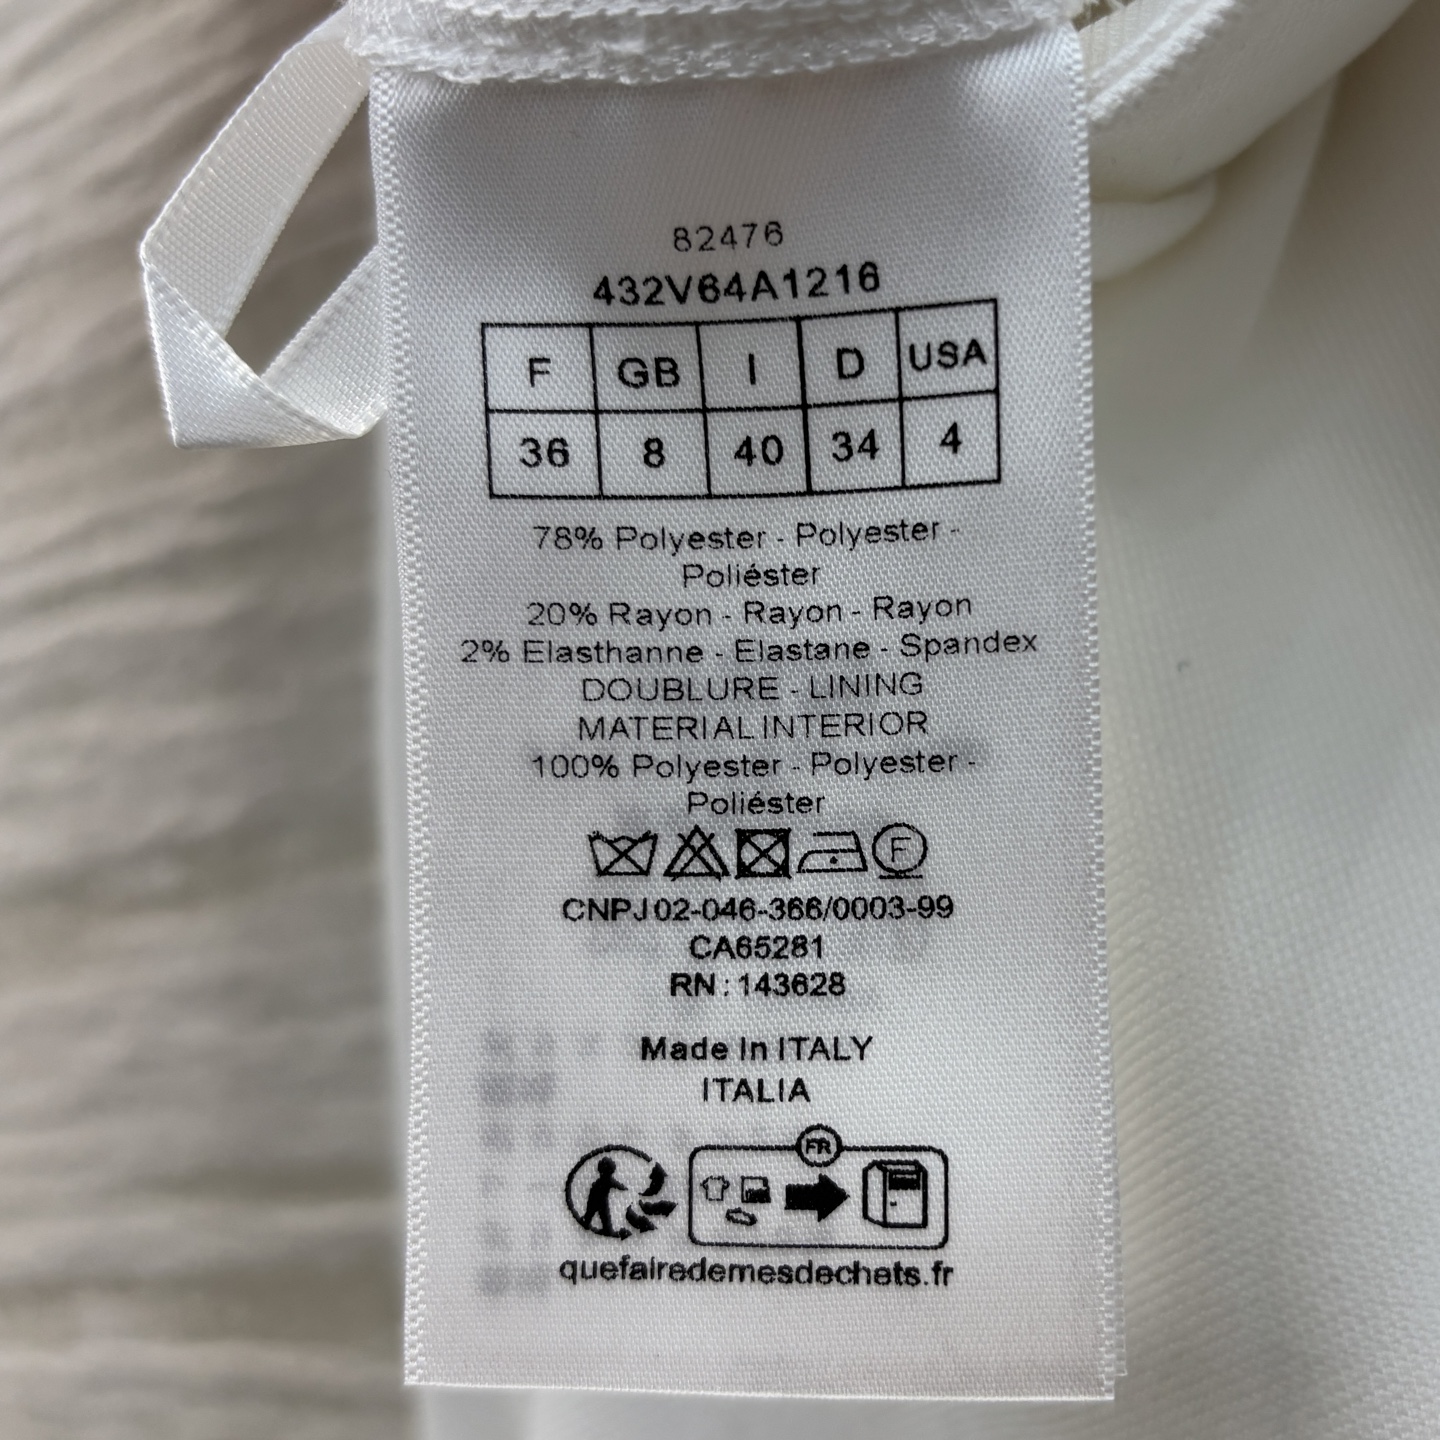 82476
432V64A1216
F GB I D USA
36 8 40 34 4
78% Polyester - Polyester -
Poliéster
20% Rayon - Rayon - Rayon
2% Elasthanne - Elastane - Spandex
DOUBLURE - LINING
MATERIAL INTERIOR
100% Polyester - Polyester -
Poliéster
F
CNPJ 02-046-366/0003-99
CA65281
RN : 143628
Made In ITALY
ITALIA
FR
quefairedemesdechets.fr